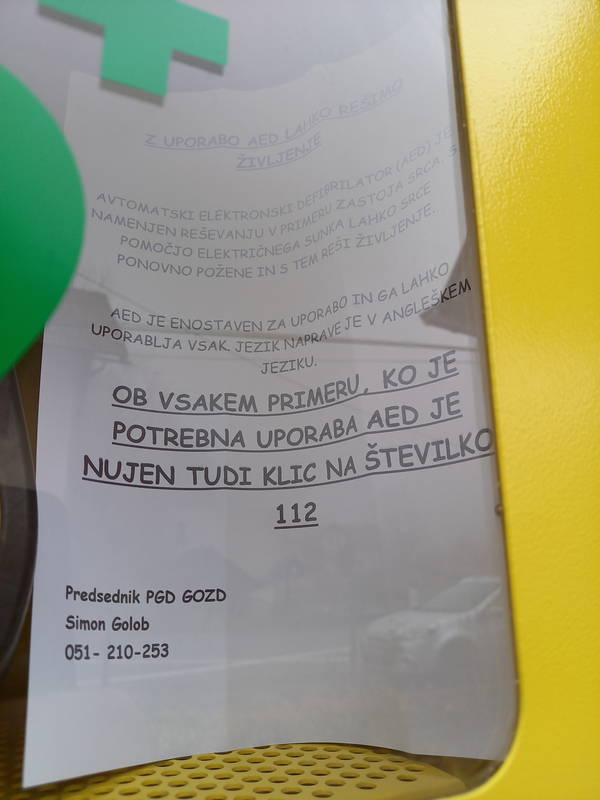 Z UPORABO AED LAHKO REŠIMO
ŽIVLJENJE
AVTOMATSKI ELEKTRONSKI DEFIBRILATOR (AED) JE
NAMENJEN REŠEVANJU V PRIMERU ZASTOJA SRCA. S
POMOČJO ELEKTRIČNEGA SUNKA LAHKO SRCE
PONOVNO POŽENE IN S TEM REŠI ŽIVLJENJE.
AED JE ENOSTAVEN ZA UPORABO IN GA LAHKO
UPORABLJA VSAK. JEZIK NAPRAVE JE V ANGLEŠKEM
JEZIKU.
OB VSAKEM PRIMERU, KO JE
POTREBNA UPORABA AED JE
NUJEN TUDI KLIC NA ŠTEVILKO
112
Predsednik PGD GOZD
Simon Golob
051- 210-253